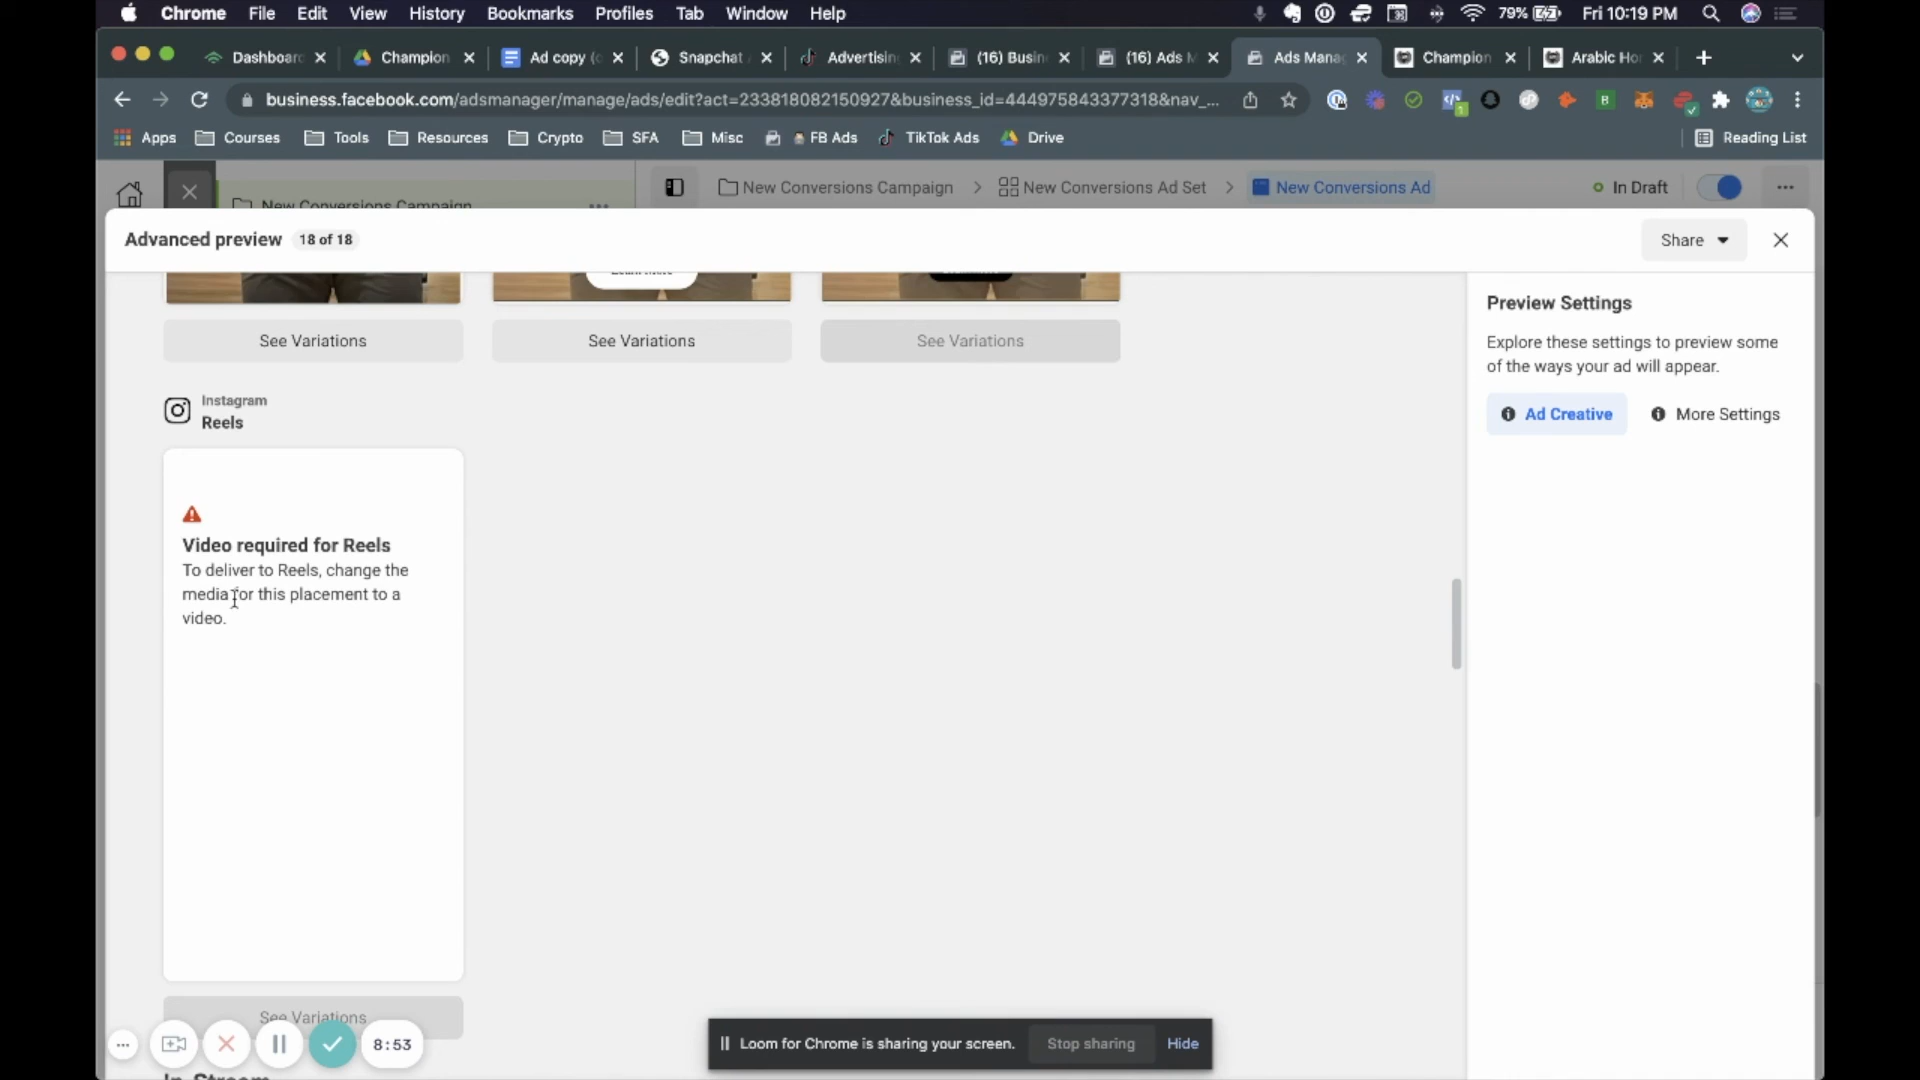 Chrome File Edit View History Bookmarks Profiles Tab Window Help 79% Fri 10:19 PM
Dashboar Champion Ad copy (c Snapchat Advertising (16) Busin (16) Ads M Ads Mana Champion Arabic Ho
business.facebook.com/adsmanager/manage/ads/edit?act=233818082150927&business_id=444975843377318&nav_...
Apps Courses Tools Resources Crypto SFA Misc FB Ads TikTok Ads Drive Reading List
New Conversions Campaign
New Conversions Campaign New Conversions Ad Set New Conversions Ad In Draft
Advanced preview 18 of 18 Share
Learn More
See Variations See Variations See Variations
Instagram
Reels
Video required for Reels
To deliver to Reels, change the
media for this placement to a
video.
See Variations
Preview Settings
Explore these settings to preview some
of the ways your ad will appear.
Ad Creative More Settings
8:53
Loom for Chrome is sharing your screen. Stop sharing Hide
In-Stream